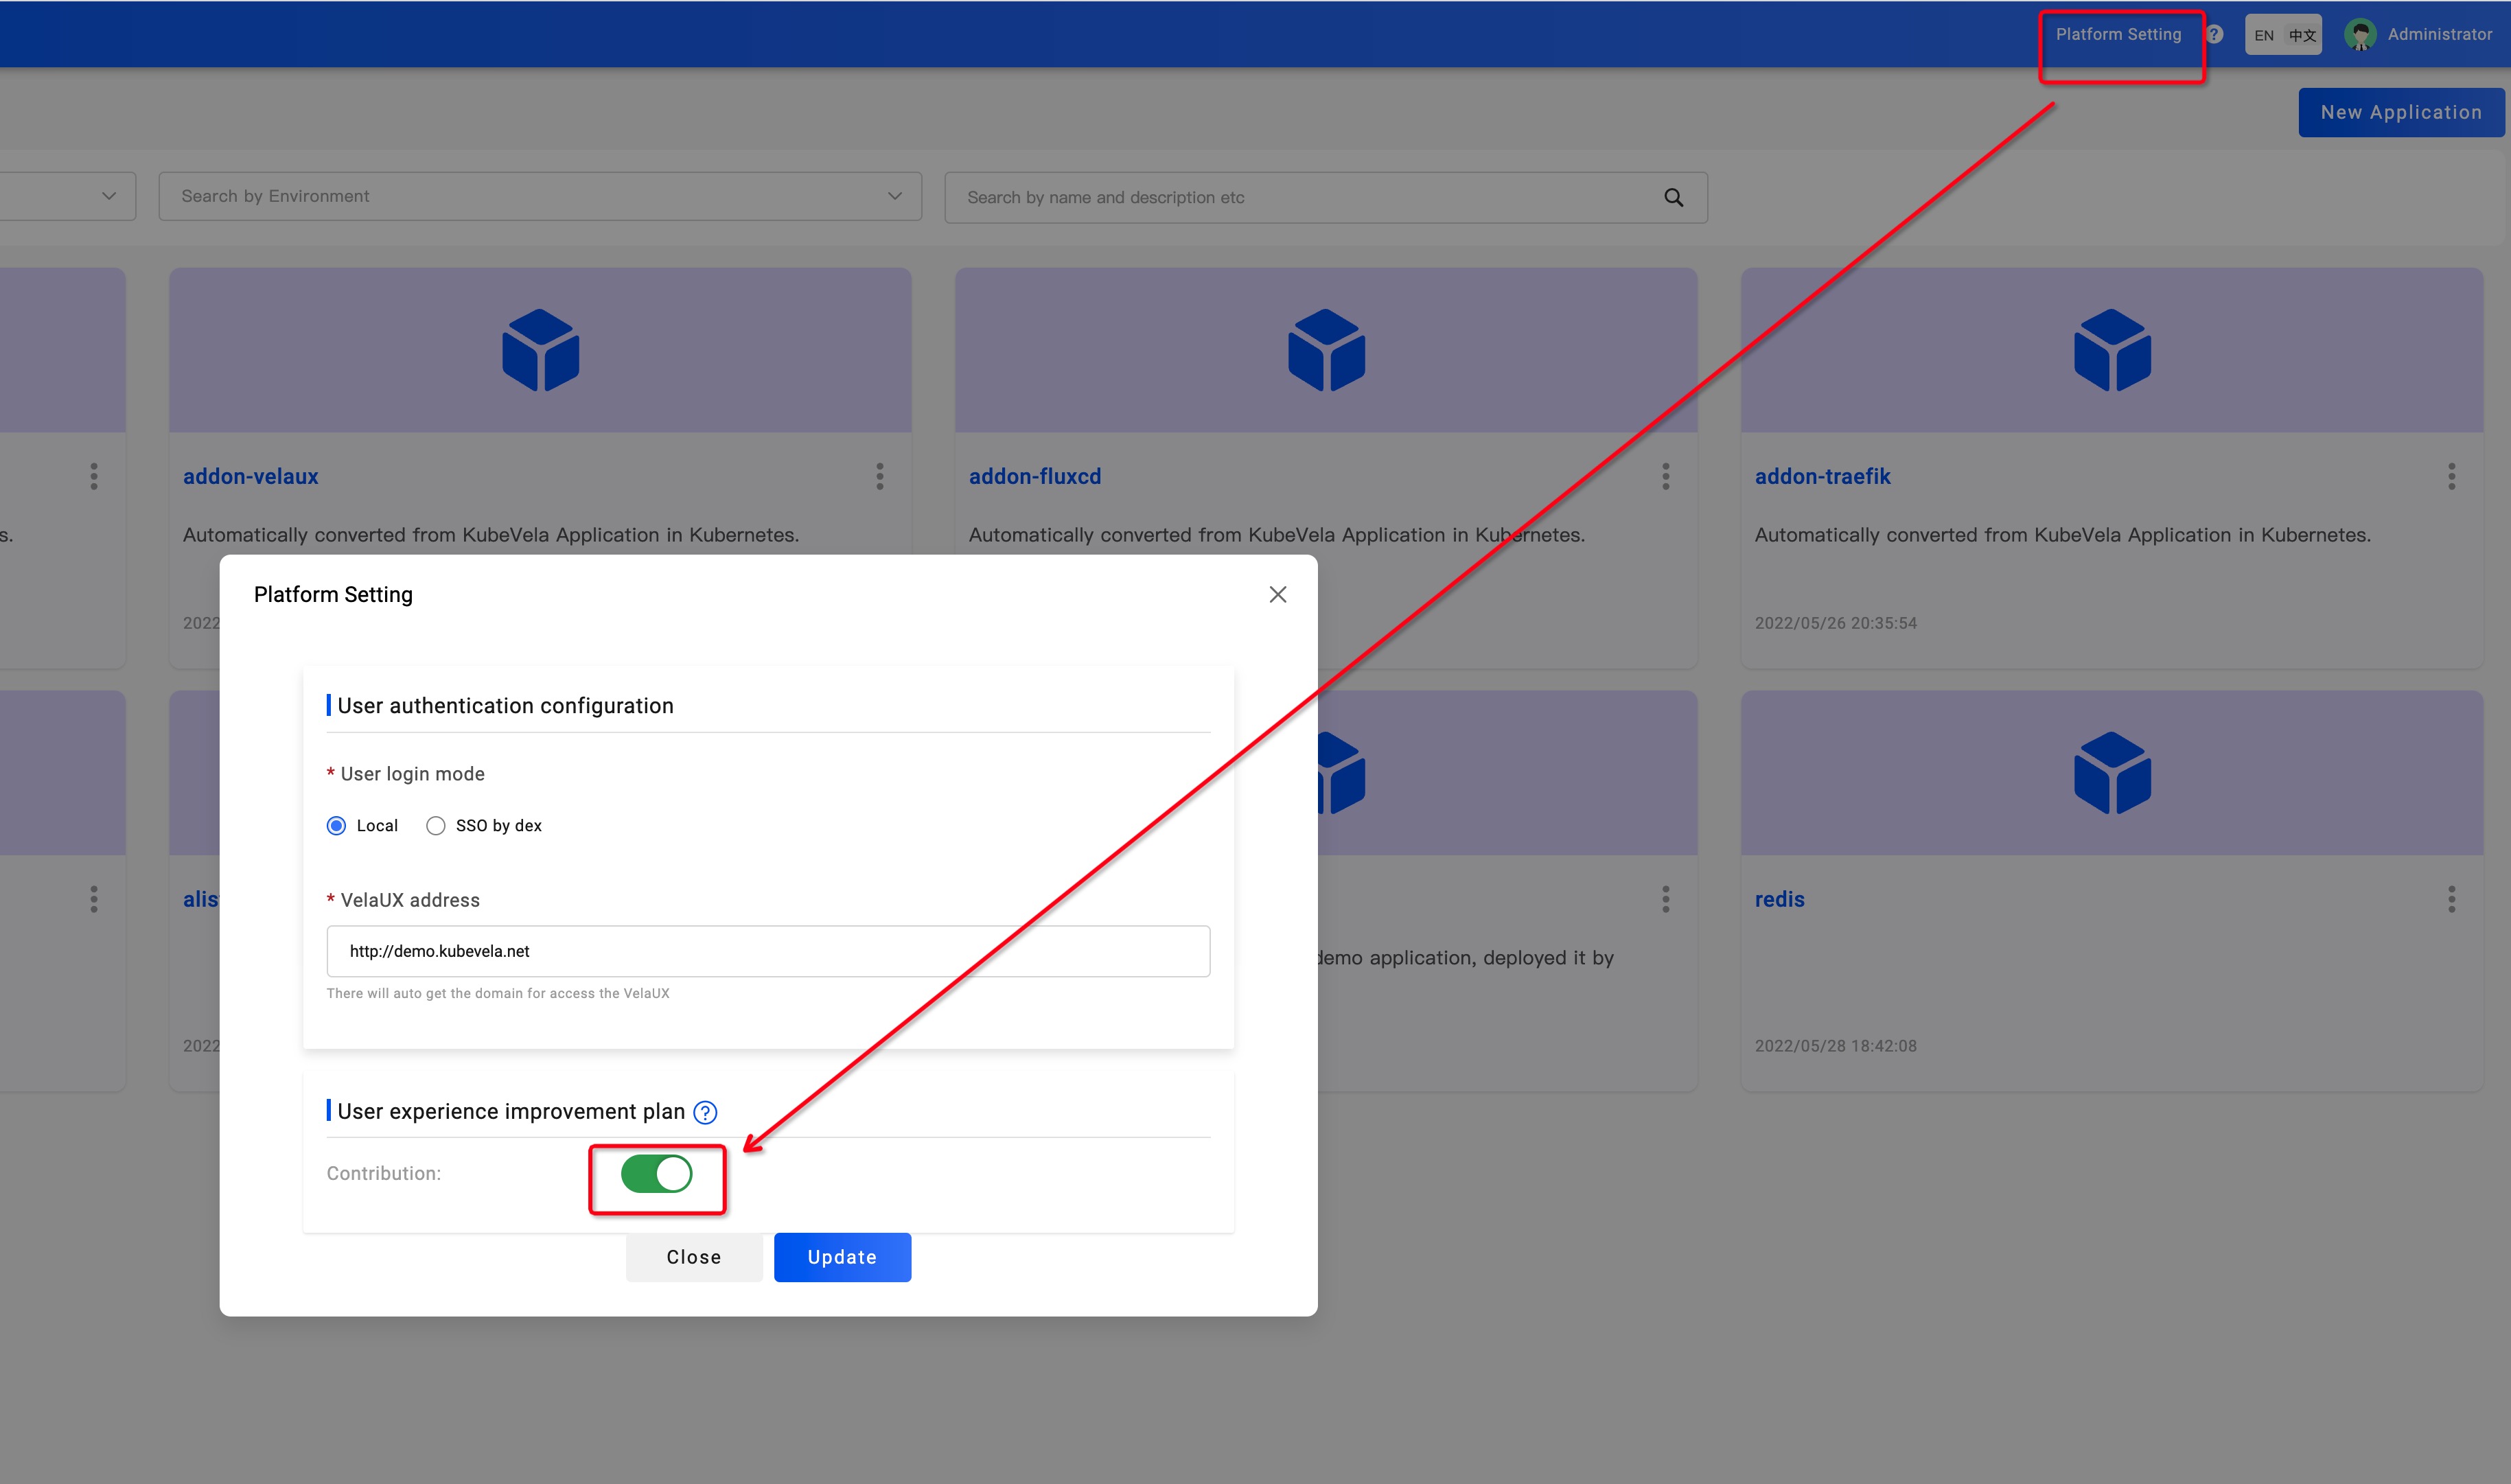 Platform Setting
?
EN 中文
Administrator
New Application
Search by Environment
Search by name and description etc
addon-velaux
addon-fluxcd
addon-traefik
s.
Automatically converted from KubeVela Application in Kubernetes.
Automatically converted from KubeVela Application in Kubernetes.
Automatically converted from KubeVela Application in Kubernetes.
2022
2022/05/26 20:35:54
Platform Setting
User authentication configuration
* User login mode
Local
SSO by dex
* VelaUX address
http://demo.kubevela.net
There will auto get the domain for access the VelaUX
alis
redis
demo application, deployed it by
2022
2022/05/28 18:42:08
User experience improvement plan ?
Contribution:
Close
Update